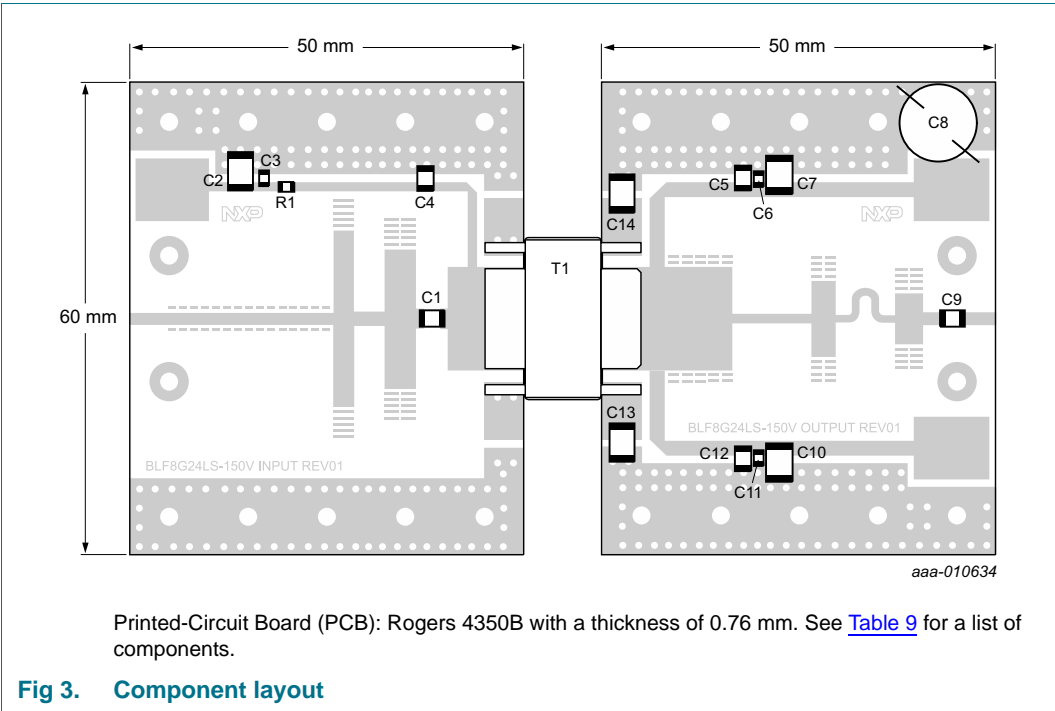 50 mm
50 mm
60 mm
C8
C3
C2
R1
C4
C5
C6
C7
C14
NXP
NXP
T1
C1
C9
C13
BLF8G24LS-150V OUTPUT REV01
C12
C10
C11
BLF8G24LS-150V INPUT REV01
aaa-010634
Printed-Circuit Board (PCB): Rogers 4350B with a thickness of 0.76 mm. See Table 9 for a list of
components.
Fig 3. Component layout